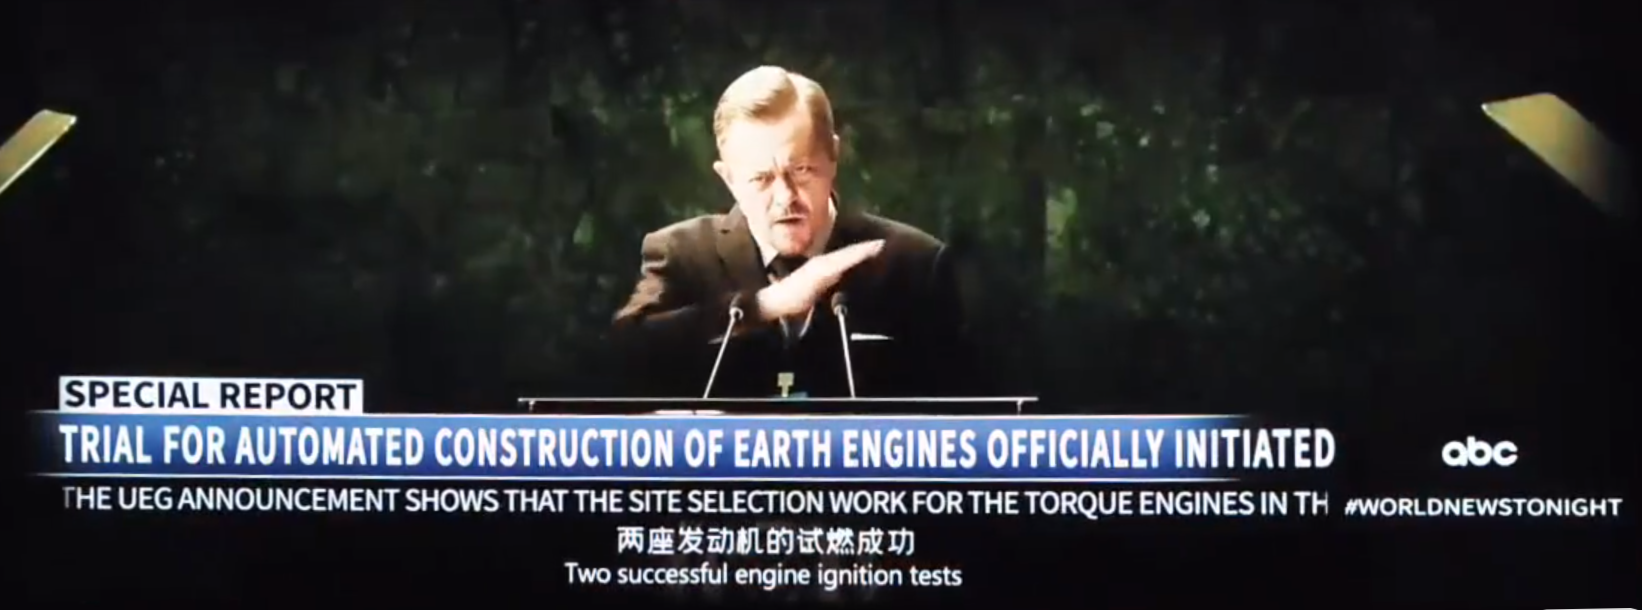 SPECIAL REPORT
TRIAL FOR AUTOMATED CONSTRUCTION OF EARTH ENGINES OFFICIALLY INITIATED
abc
THE UEG ANNOUNCEMENT SHOWS THAT THE SITE SELECTION WORK FOR THE TORQUE ENGINES IN TH
#WORLDNEWSTONIGHT
两座发动机的试燃成功
Two successful engine ignition tests